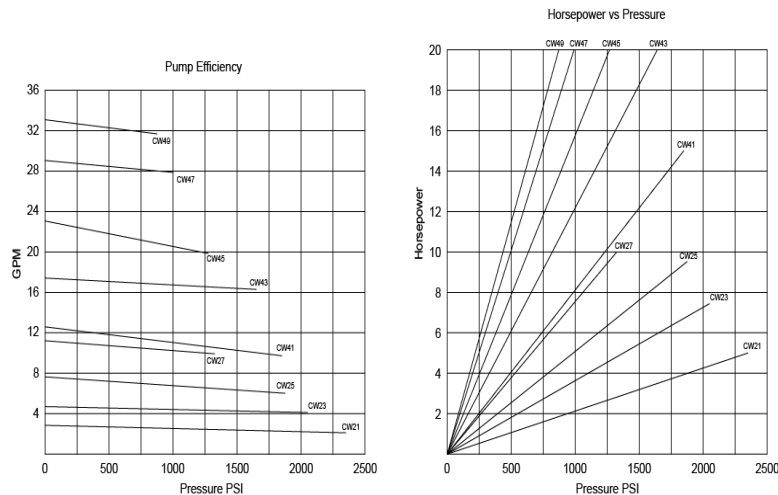 Pump Efficiency
GPM
36
32
28
24
20
16
12
8
4
CW49
CW47
CW45
CW43
CW41
CW27
CW25
CW23
CW21
0 500 1000 1500 2000 2500
Pressure PSI
Horsepower vs Pressure
Horsepower
20
18
16
14
12
10
8
6
4
2
CW49 CW47 CW45 CW43
CW41
CW27
CW25
CW23
CW21
0 500 1000 1500 2000 2500
Pressure PSI